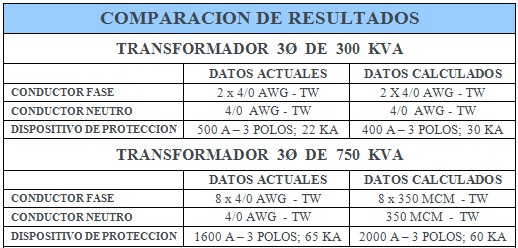 COMPARACION DE RESULTADOS
TRANSFORMADOR 3Ø DE 300 KVA
DATOS ACTUALES DATOS CALCULADOS
CONDUCTOR FASE 2 x 4/0 AWG - TW 2 X 4/0 AWG - TW
CONDUCTOR NEUTRO 4/0 AWG - TW 4/0 AWG - TW
DISPOSITIVO DE PROTECCION 500 A – 3 POLOS; 22 KA 400 A – 3 POLOS; 30 KA
TRANSFORMADOR 3Ø DE 750 KVA
DATOS ACTUALES DATOS CALCULADOS
CONDUCTOR FASE 8 x 4/0 AWG - TW 8 x 350 MCM - TW
CONDUCTOR NEUTRO 4/0 AWG - TW 350 MCM - TW
DISPOSITIVO DE PROTECCION 1600 A – 3 POLOS; 65 KA 2000 A – 3 POLOS; 60 KA